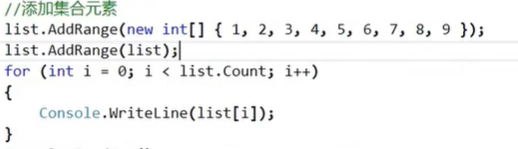 //添加集合元素
list.AddRange(new int[] { 1, 2, 3, 4, 5, 6, 7, 8, 9 });
list.AddRange(list);
for (int i = 0; i < list.Count; i++)
{
    Console.WriteLine(list[i]);
}